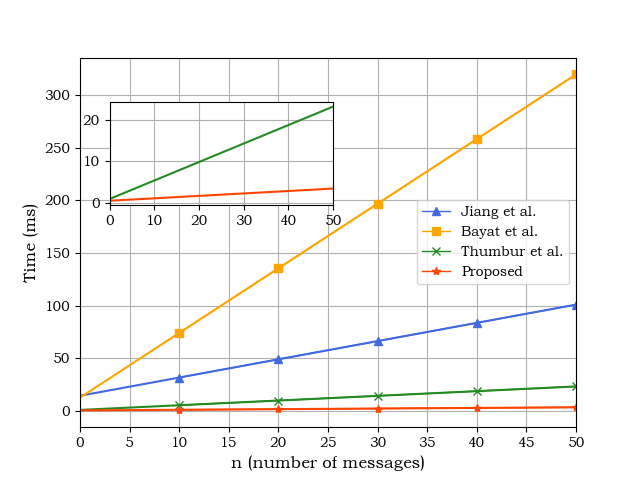 300
250
200
150
100
50
0
Time (ms)
20
10
0
0 10 20 30 40 50
Jiang et al.
Bayat et al.
Thumbur et al.
Proposed
0 5 10 15 20 25 30 35 40 45 50
n (number of messages)